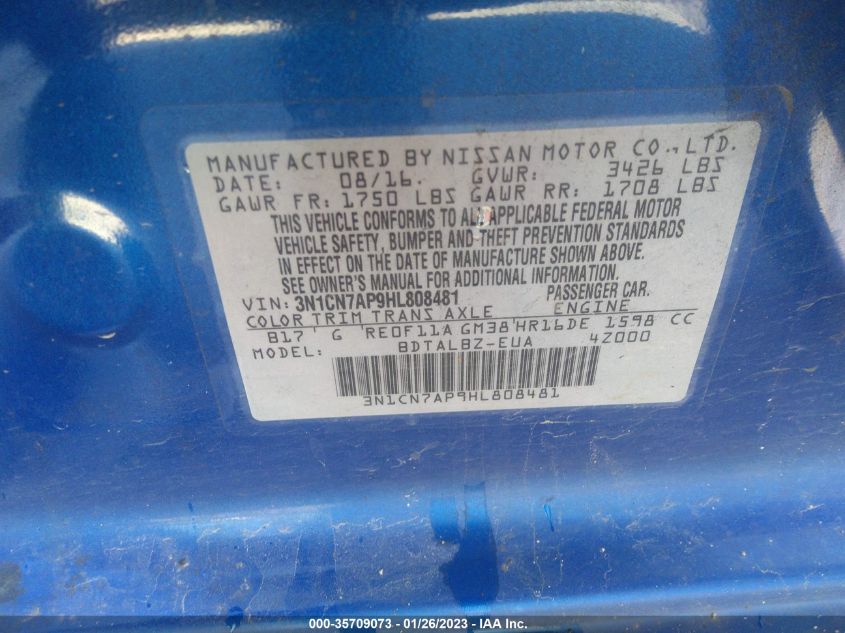 MANUFACTURED BY NISSAN MOTOR CO., LTD.
DATE: 08/16. GVWR: 3426 LBS
GAWR FR: 1750 LBS GAWR RR: 1708 LBS
THIS VEHICLE CONFORMS TO ALL APPLICABLE FEDERAL MOTOR
VEHICLE SAFETY, BUMPER AND THEFT PREVENTION STANDARDS
IN EFFECT ON THE DATE OF MANUFACTURE SHOWN ABOVE.
SEE OWNER'S MANUAL FOR ADDITIONAL INFORMATION.
VIN: 3N1CN7AP9HL808481 PASSENGER CAR.
COLOR TRIM TRANS AXLE ENGINE
B17' G 'RE0F11A GM38'HR16DE 1598 CC
MODEL: BDTALBZ-EUA 4Z000
3N1CN7AP9HL808481
000-35709073 - 01/26/2023 - IAA Inc.